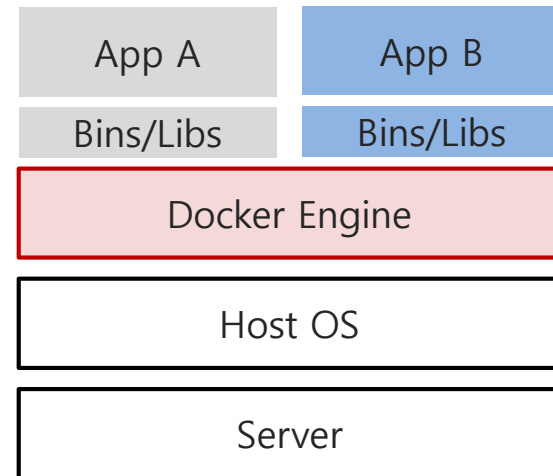 App A
App B
Bins/Libs
Bins/Libs
Docker Engine
Host OS
Server